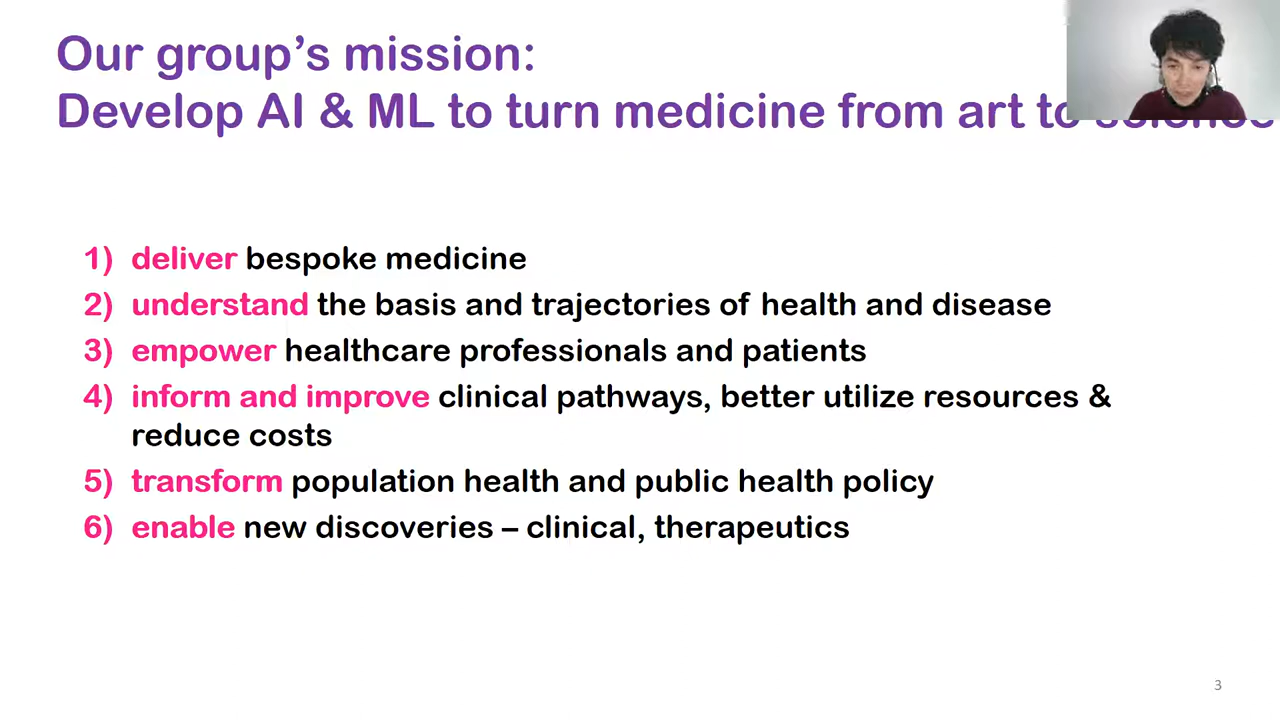 Our group's mission:
Develop AI & ML to turn medicine from art to science
1) deliver bespoke medicine
2) understand the basis and trajectories of health and disease
3) empower healthcare professionals and patients
4) inform and improve clinical pathways, better utilize resources &
reduce costs
5) transform population health and public health policy
6) enable new discoveries – clinical, therapeutics
3